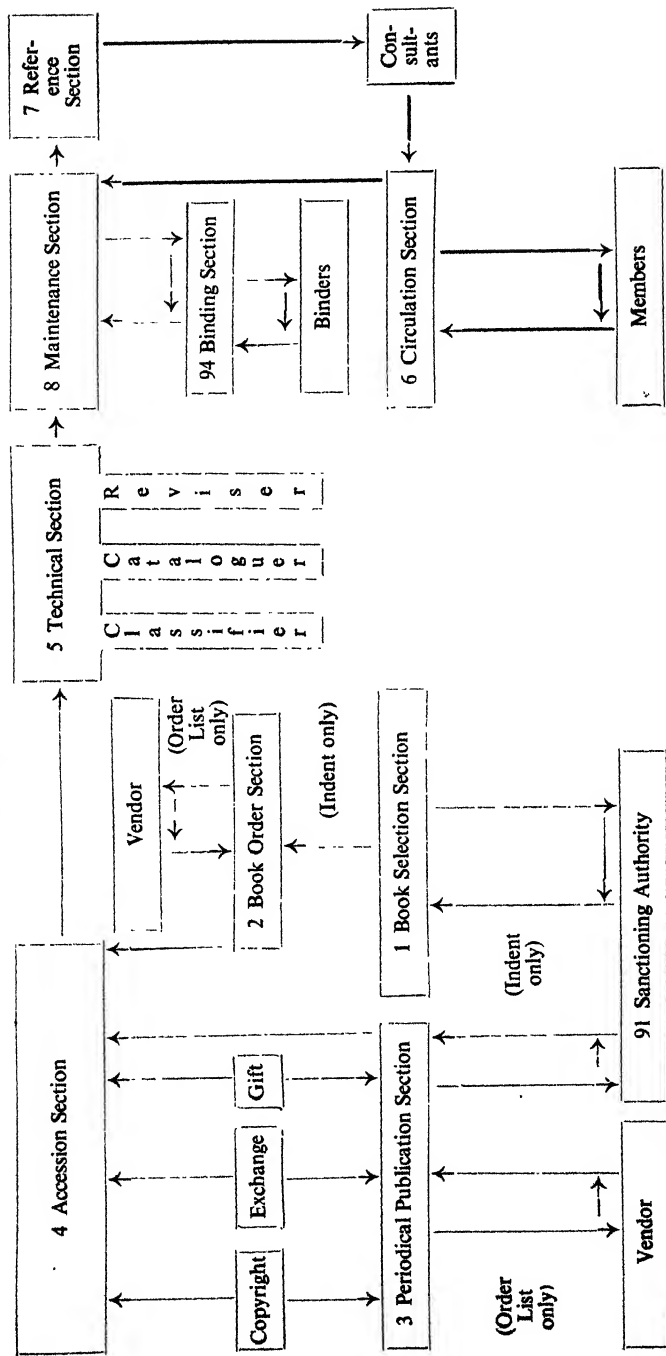 4 Accession Section
5 Technical Section
8 Maintenance Section
7 Refer-
ence
Section
Vendor
(Order
List
only)
Classifier
Cataloguer
Reviser
Copyright
Exchange
Gift
2 Book Order Section
94 Binding Section
(Indent only)
Binders
3 Periodical Publication Section
1 Book Selection Section
6 Circulation Section
Con-
sult-
ants
(Order
List
only)
(Indent
only)
Vendor
91 Sanctioning Authority
Members